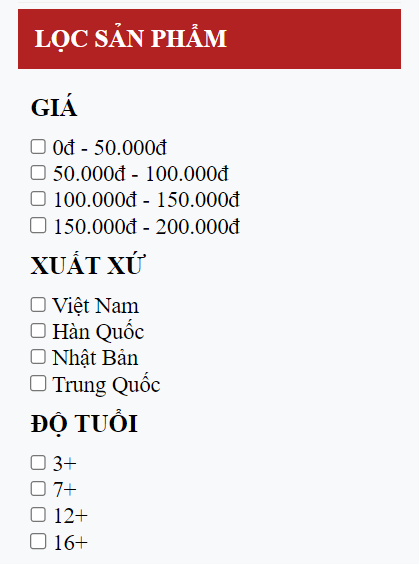 LỌC SẢN PHẨM
GIÁ
0đ - 50.000đ
50.000đ - 100.000đ
100.000đ - 150.000đ
150.000đ - 200.000đ
XUẤT XỨ
Việt Nam
Hàn Quốc
Nhật Bản
Trung Quốc
ĐỘ TUỔI
3+
7+
12+
16+